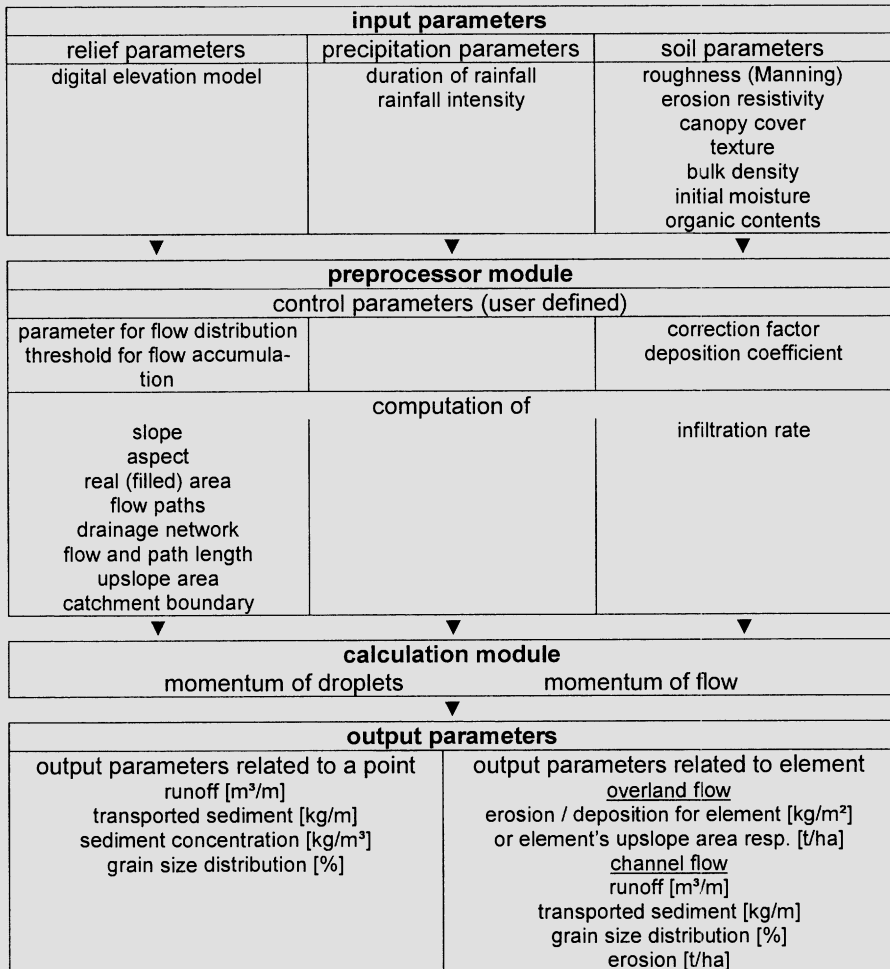 input parameters
relief parameters
digital elevation model
precipitation parameters
duration of rainfall
rainfall intensity
soil parameters
roughness (Manning)
erosion resistivity
canopy cover
texture
bulk density
initial moisture
organic contents
preprocessor module
control parameters (user defined)
parameter for flow distribution
threshold for flow accumula-
tion
correction factor
deposition coefficient
computation of
slope
aspect
real (filled) area
flow paths
drainage network
flow and path length
upslope area
catchment boundary
infiltration rate
calculation module
momentum of droplets momentum of flow
output parameters
output parameters related to a point
runoff [m³/m]
transported sediment [kg/m]
sediment concentration [kg/m³]
grain size distribution [%]
output parameters related to element
overland flow
erosion / deposition for element [kg/m²]
or element's upslope area resp. [t/ha]
channel flow
runoff [m³/m]
transported sediment [kg/m]
grain size distribution [%]
erosion [t/ha]